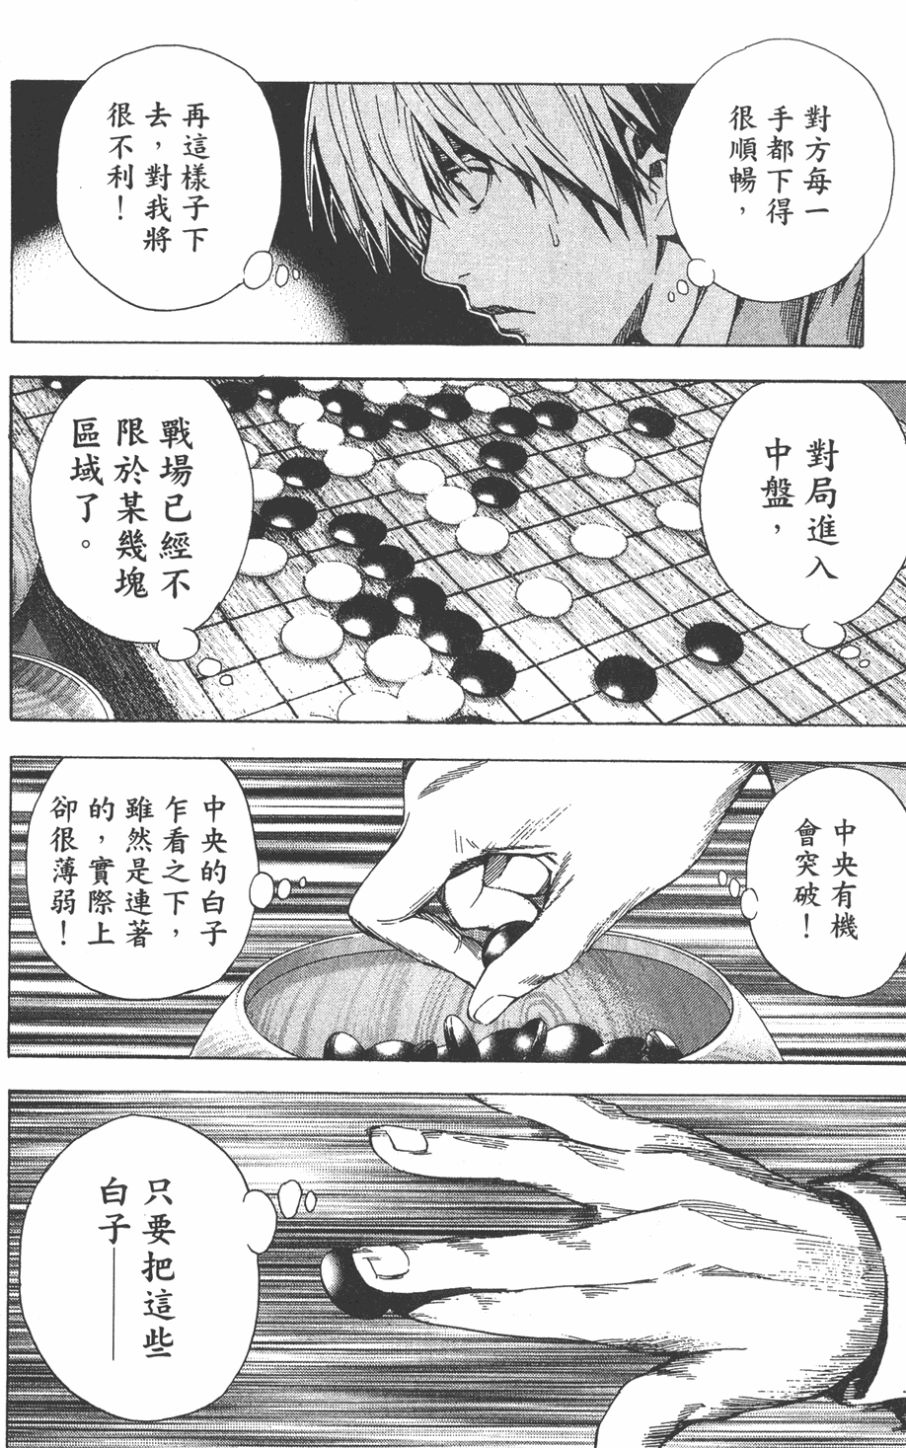 對方每一
手都下得
很順暢，
再這樣子下
去，對我將
很不利！
對局進入
中盤，
戰場已經不
限於某幾塊
區域了。
中央有機
會突破！
中央的白子
乍看之下，
雖然是連著
的，實際上
卻很薄弱！
只要把這些
白子——